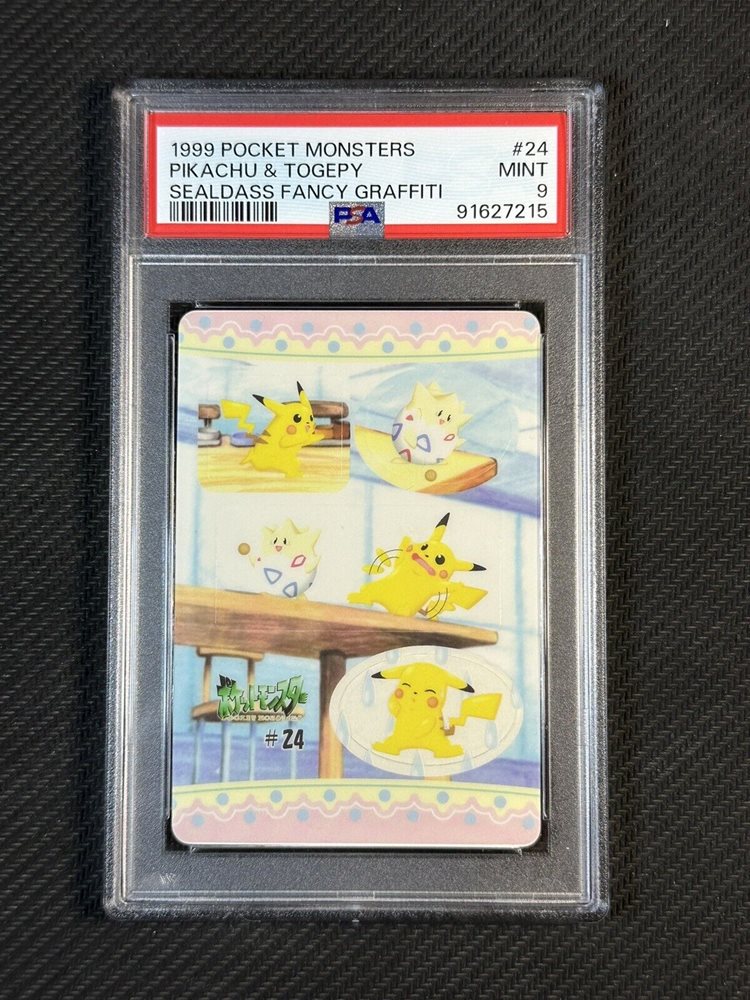 1999 POCKET MONSTERS #24
PIKACHU & TOGEPY MINT
SEALDASS FANCY GRAFFITI 9
PSA 91627215
ポケットモンスター
POCKET MONSTERS
#24